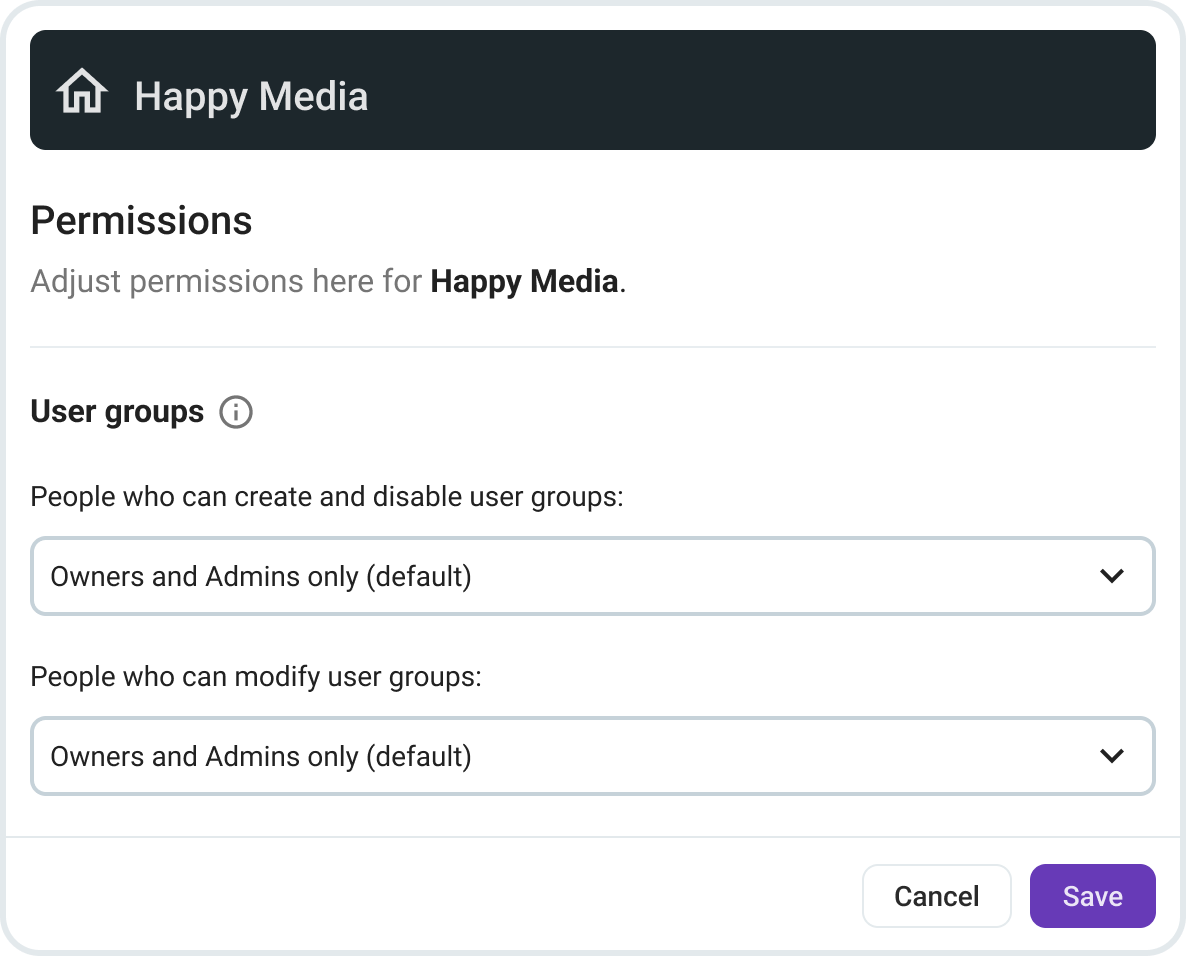 Happy Media
Permissions
Adjust permissions here for Happy Media.
User groups
People who can create and disable user groups:
Owners and Admins only (default)
People who can modify user groups:
Owners and Admins only (default)
Cancel
Save